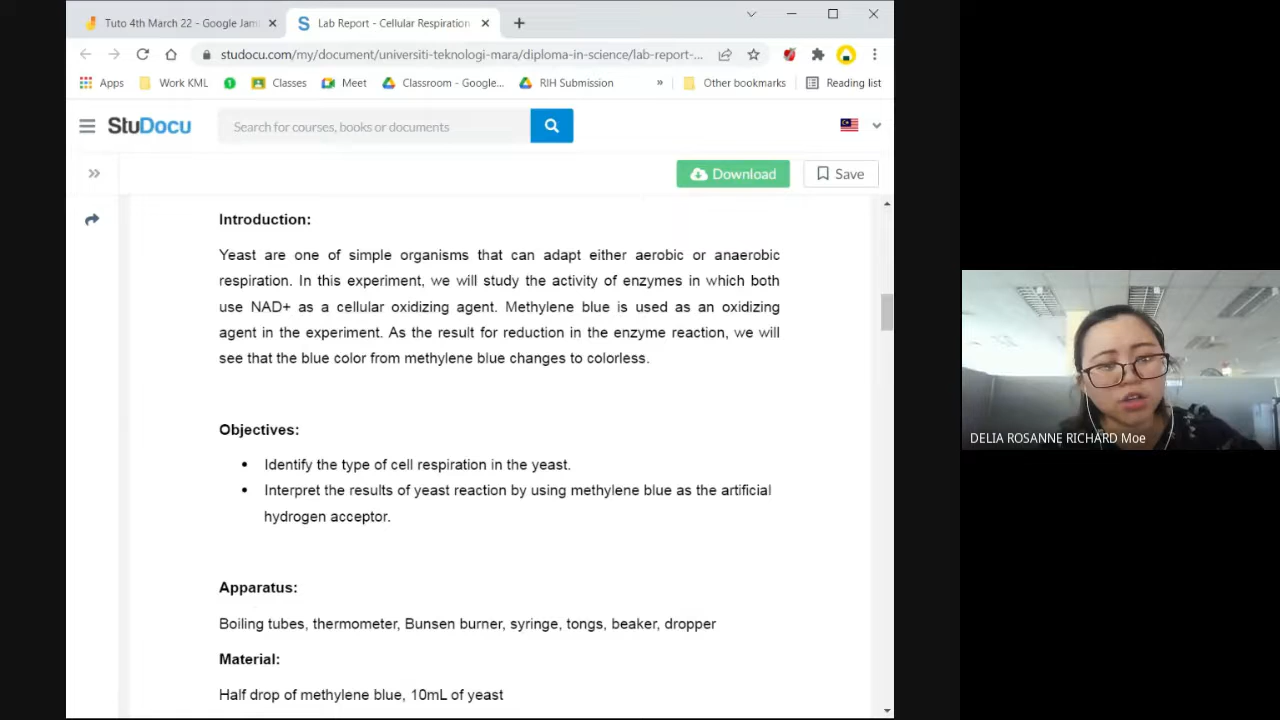 Tuto 4th March 22 - Google Jam
Lab Report - Cellular Respiration
studocu.com/my/document/universiti-teknologi-mara/diploma-in-science/lab-report-...
Apps Work KML 1 Classes Meet Classroom - Google... RIH Submission » Other bookmarks Reading list
StuDocu Search for courses, books or documents
Download Save
Introduction:
Yeast are one of simple organisms that can adapt either aerobic or anaerobic
respiration. In this experiment, we will study the activity of enzymes in which both
use NAD+ as a cellular oxidizing agent. Methylene blue is used as an oxidizing
agent in the experiment. As the result for reduction in the enzyme reaction, we will
see that the blue color from methylene blue changes to colorless.
Objectives:
• Identify the type of cell respiration in the yeast.
• Interpret the results of yeast reaction by using methylene blue as the artificial
hydrogen acceptor.
Apparatus:
Boiling tubes, thermometer, Bunsen burner, syringe, tongs, beaker, dropper
Material:
Half drop of methylene blue, 10mL of yeast
DELIA ROSANNE RICHARD Moe